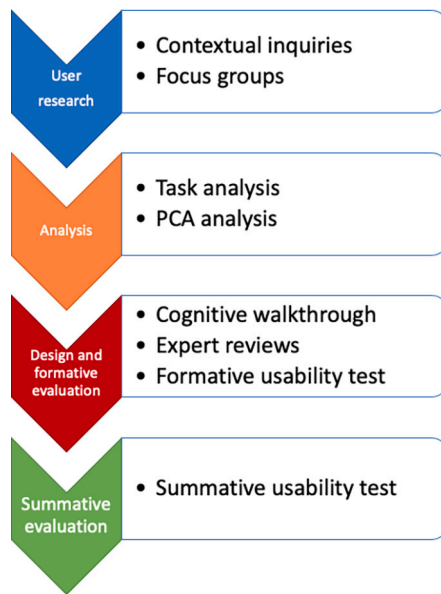 User
research
• Contextual inquiries
• Focus groups
Analysis
• Task analysis
• PCA analysis
Design and
formative
evaluation
• Cognitive walkthrough
• Expert reviews
• Formative usability test
Summative
evaluation
• Summative usability test